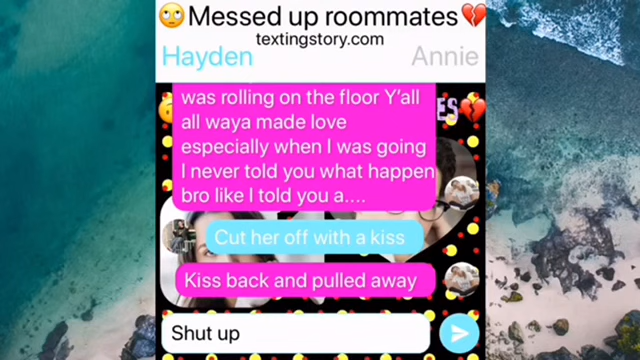 🙄Messed up roommates💔
textingstory.com
Hayden Annie
was rolling on the floor Y'all
all waya made love
especially when I was going
I never told you what happen
bro like I told you a....
Cut her off with a kiss
Kiss back and pulled away
Shut up